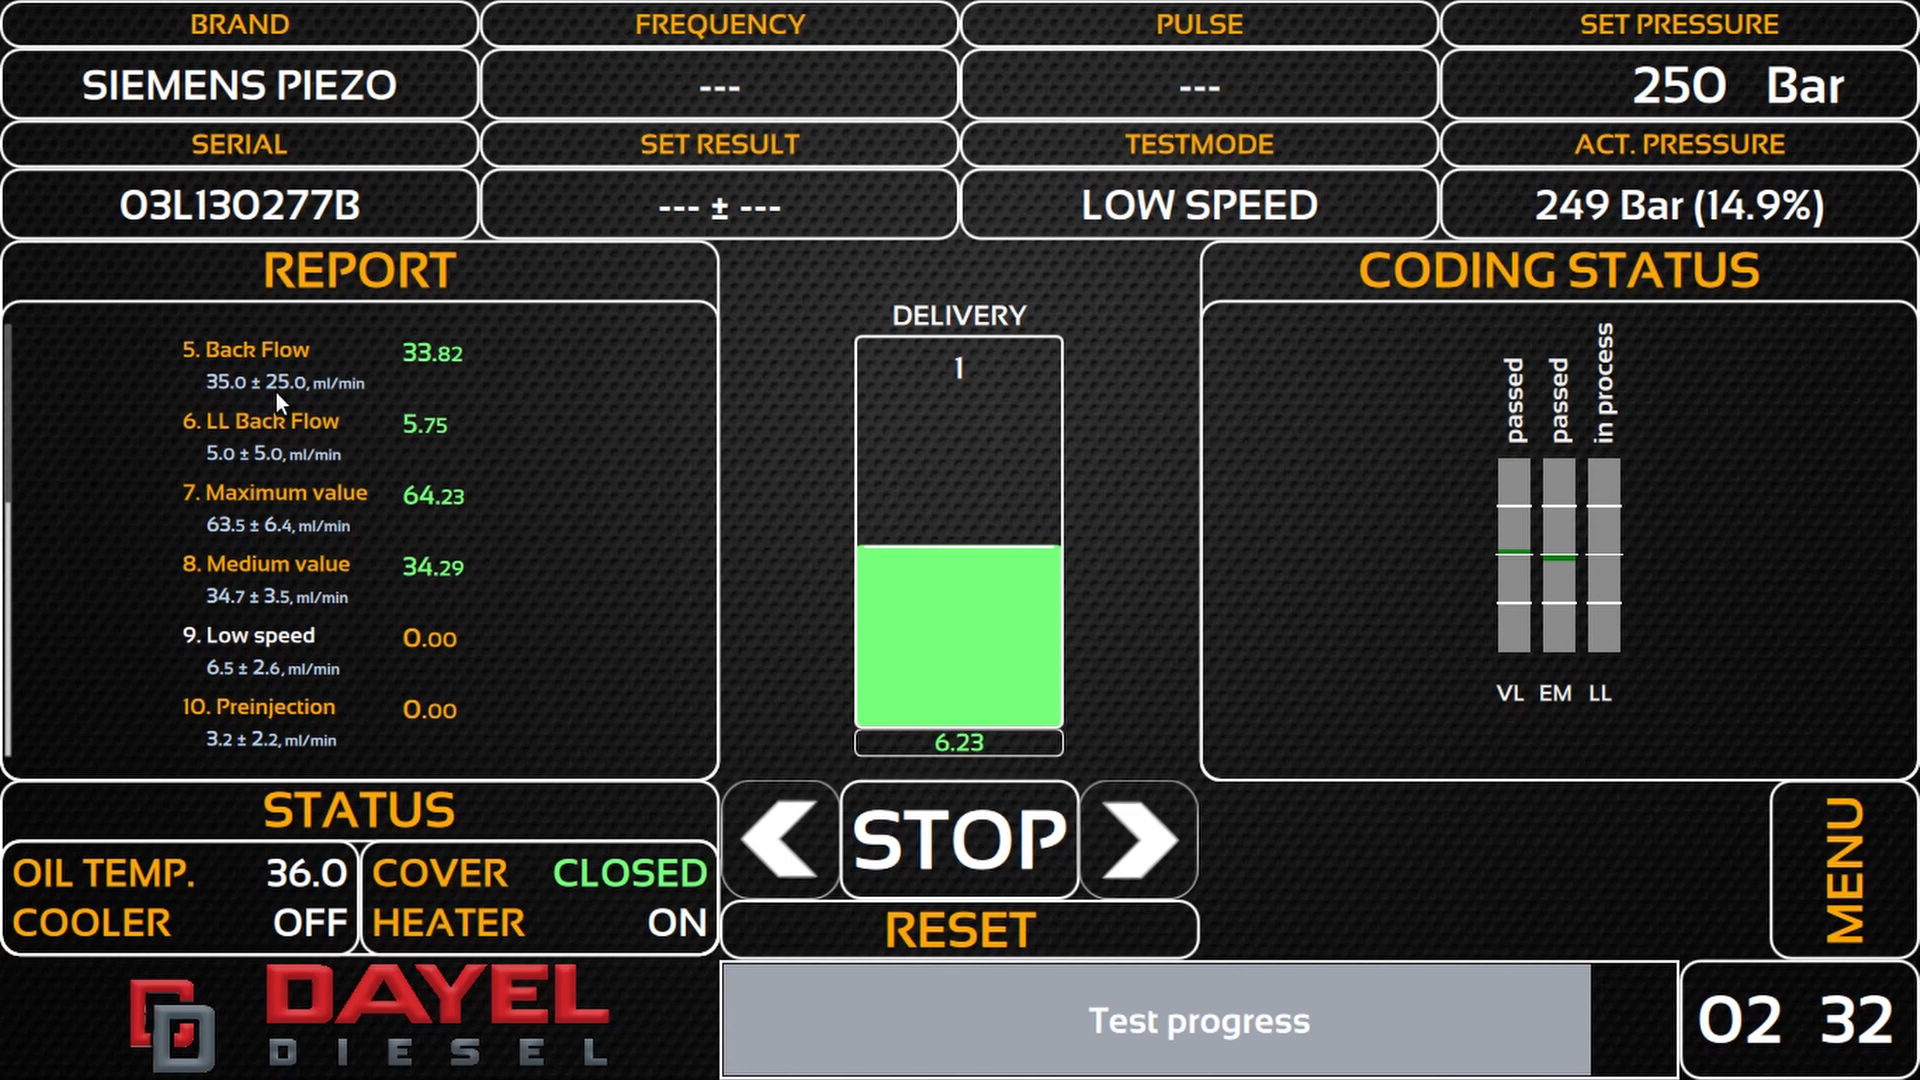 BRAND
FREQUENCY
PULSE
SET PRESSURE
SIEMENS PIEZO
---
---
250 Bar
SERIAL
SET RESULT
TESTMODE
ACT. PRESSURE
03L130277B
--- ± ---
LOW SPEED
249 Bar (14.9%)
REPORT
5. Back Flow 33.82
35.0 ± 25.0, ml/min
6. LL Back Flow 5.75
5.0 ± 5.0, ml/min
7. Maximum value 64.23
63.5 ± 6.4, ml/min
8. Medium value 34.29
34.7 ± 3.5, ml/min
9. Low speed 0.00
6.5 ± 2.6, ml/min
10. Preinjection 0.00
3.2 ± 2.2, ml/min
DELIVERY
1
6.23
CODING STATUS
passed
passed
in process
VL EM LL
STATUS
OIL TEMP. 36.0
COOLER OFF
COVER CLOSED
HEATER ON
STOP
RESET
MENU
DAYEL
DIESEL
Test progress
02 32